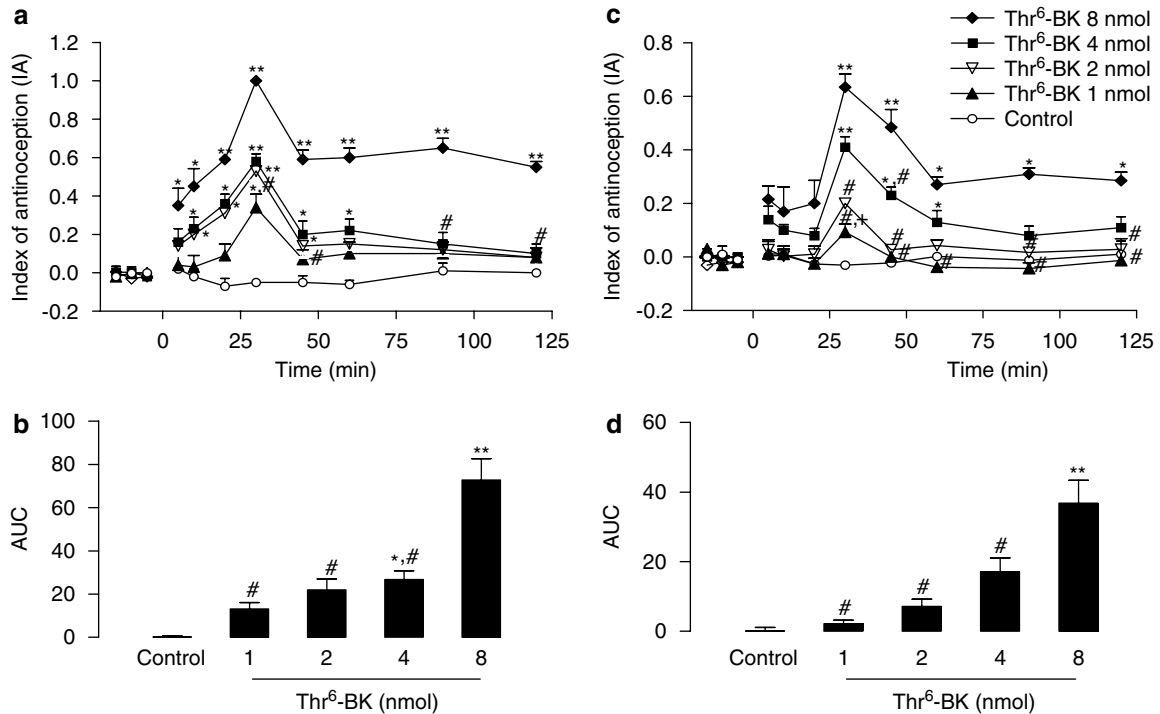 a
Index of antinoception (IA)
1.2
1.0
0.8
0.6
0.4
0.2
0.0
-0.2
0 25 50 75 100 125
Time (min)
* * ** ** ** ** ** **
* * ** ** * *
* * ** *
*,# #
# #
c
Index of antinoception (IA)
0.8
0.6
0.4
0.2
0.0
-0.2
0 25 50 75 100 125
Time (min)
Thr⁶-BK 8 nmol
Thr⁶-BK 4 nmol
Thr⁶-BK 2 nmol
Thr⁶-BK 1 nmol
Control
** ** * * *
** *,# *
# # # #
#,+ # # # #
b
AUC
100
80
60
40
20
0
# # *,# **
Control 1 2 4 8
Thr⁶-BK (nmol)
d
AUC
60
40
20
0
# # # **
Control 1 2 4 8
Thr⁶-BK (nmol)